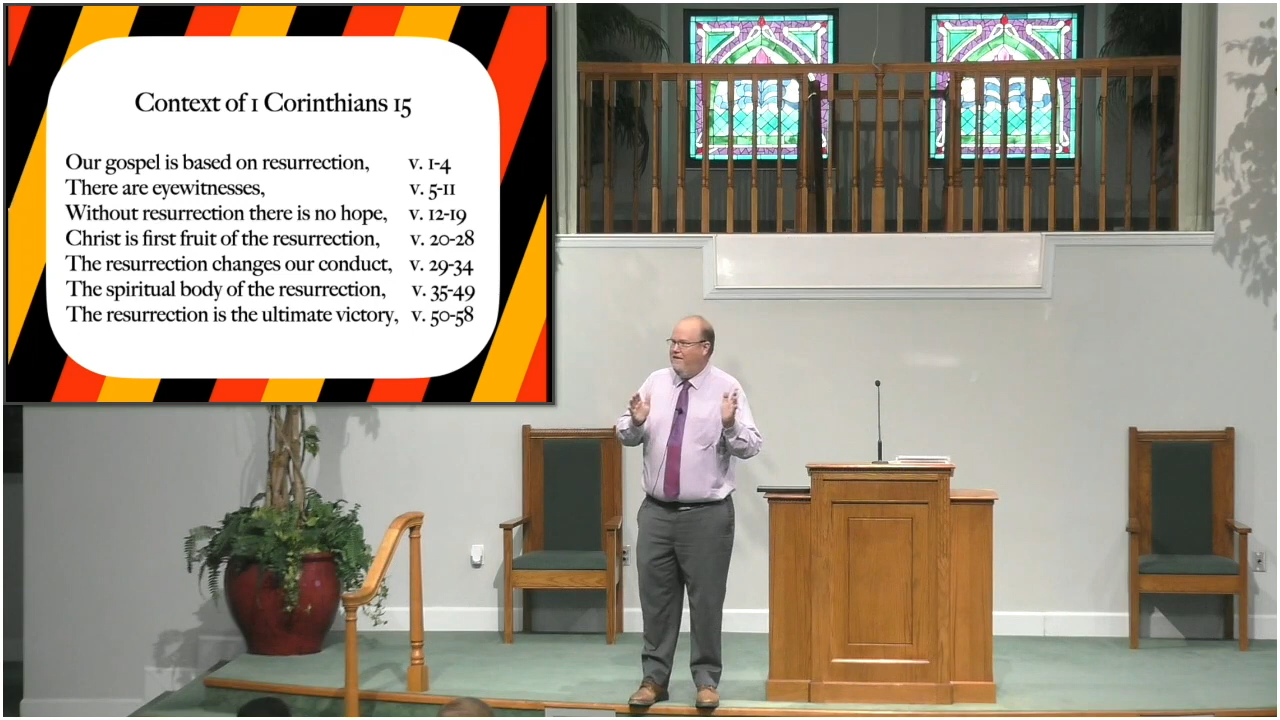 Context of 1 Corinthians 15
Our gospel is based on resurrection, v. 1-4
There are eyewitnesses, v. 5-11
Without resurrection there is no hope, v. 12-19
Christ is first fruit of the resurrection, v. 20-28
The resurrection changes our conduct, v. 29-34
The spiritual body of the resurrection, v. 35-49
The resurrection is the ultimate victory, v. 50-58